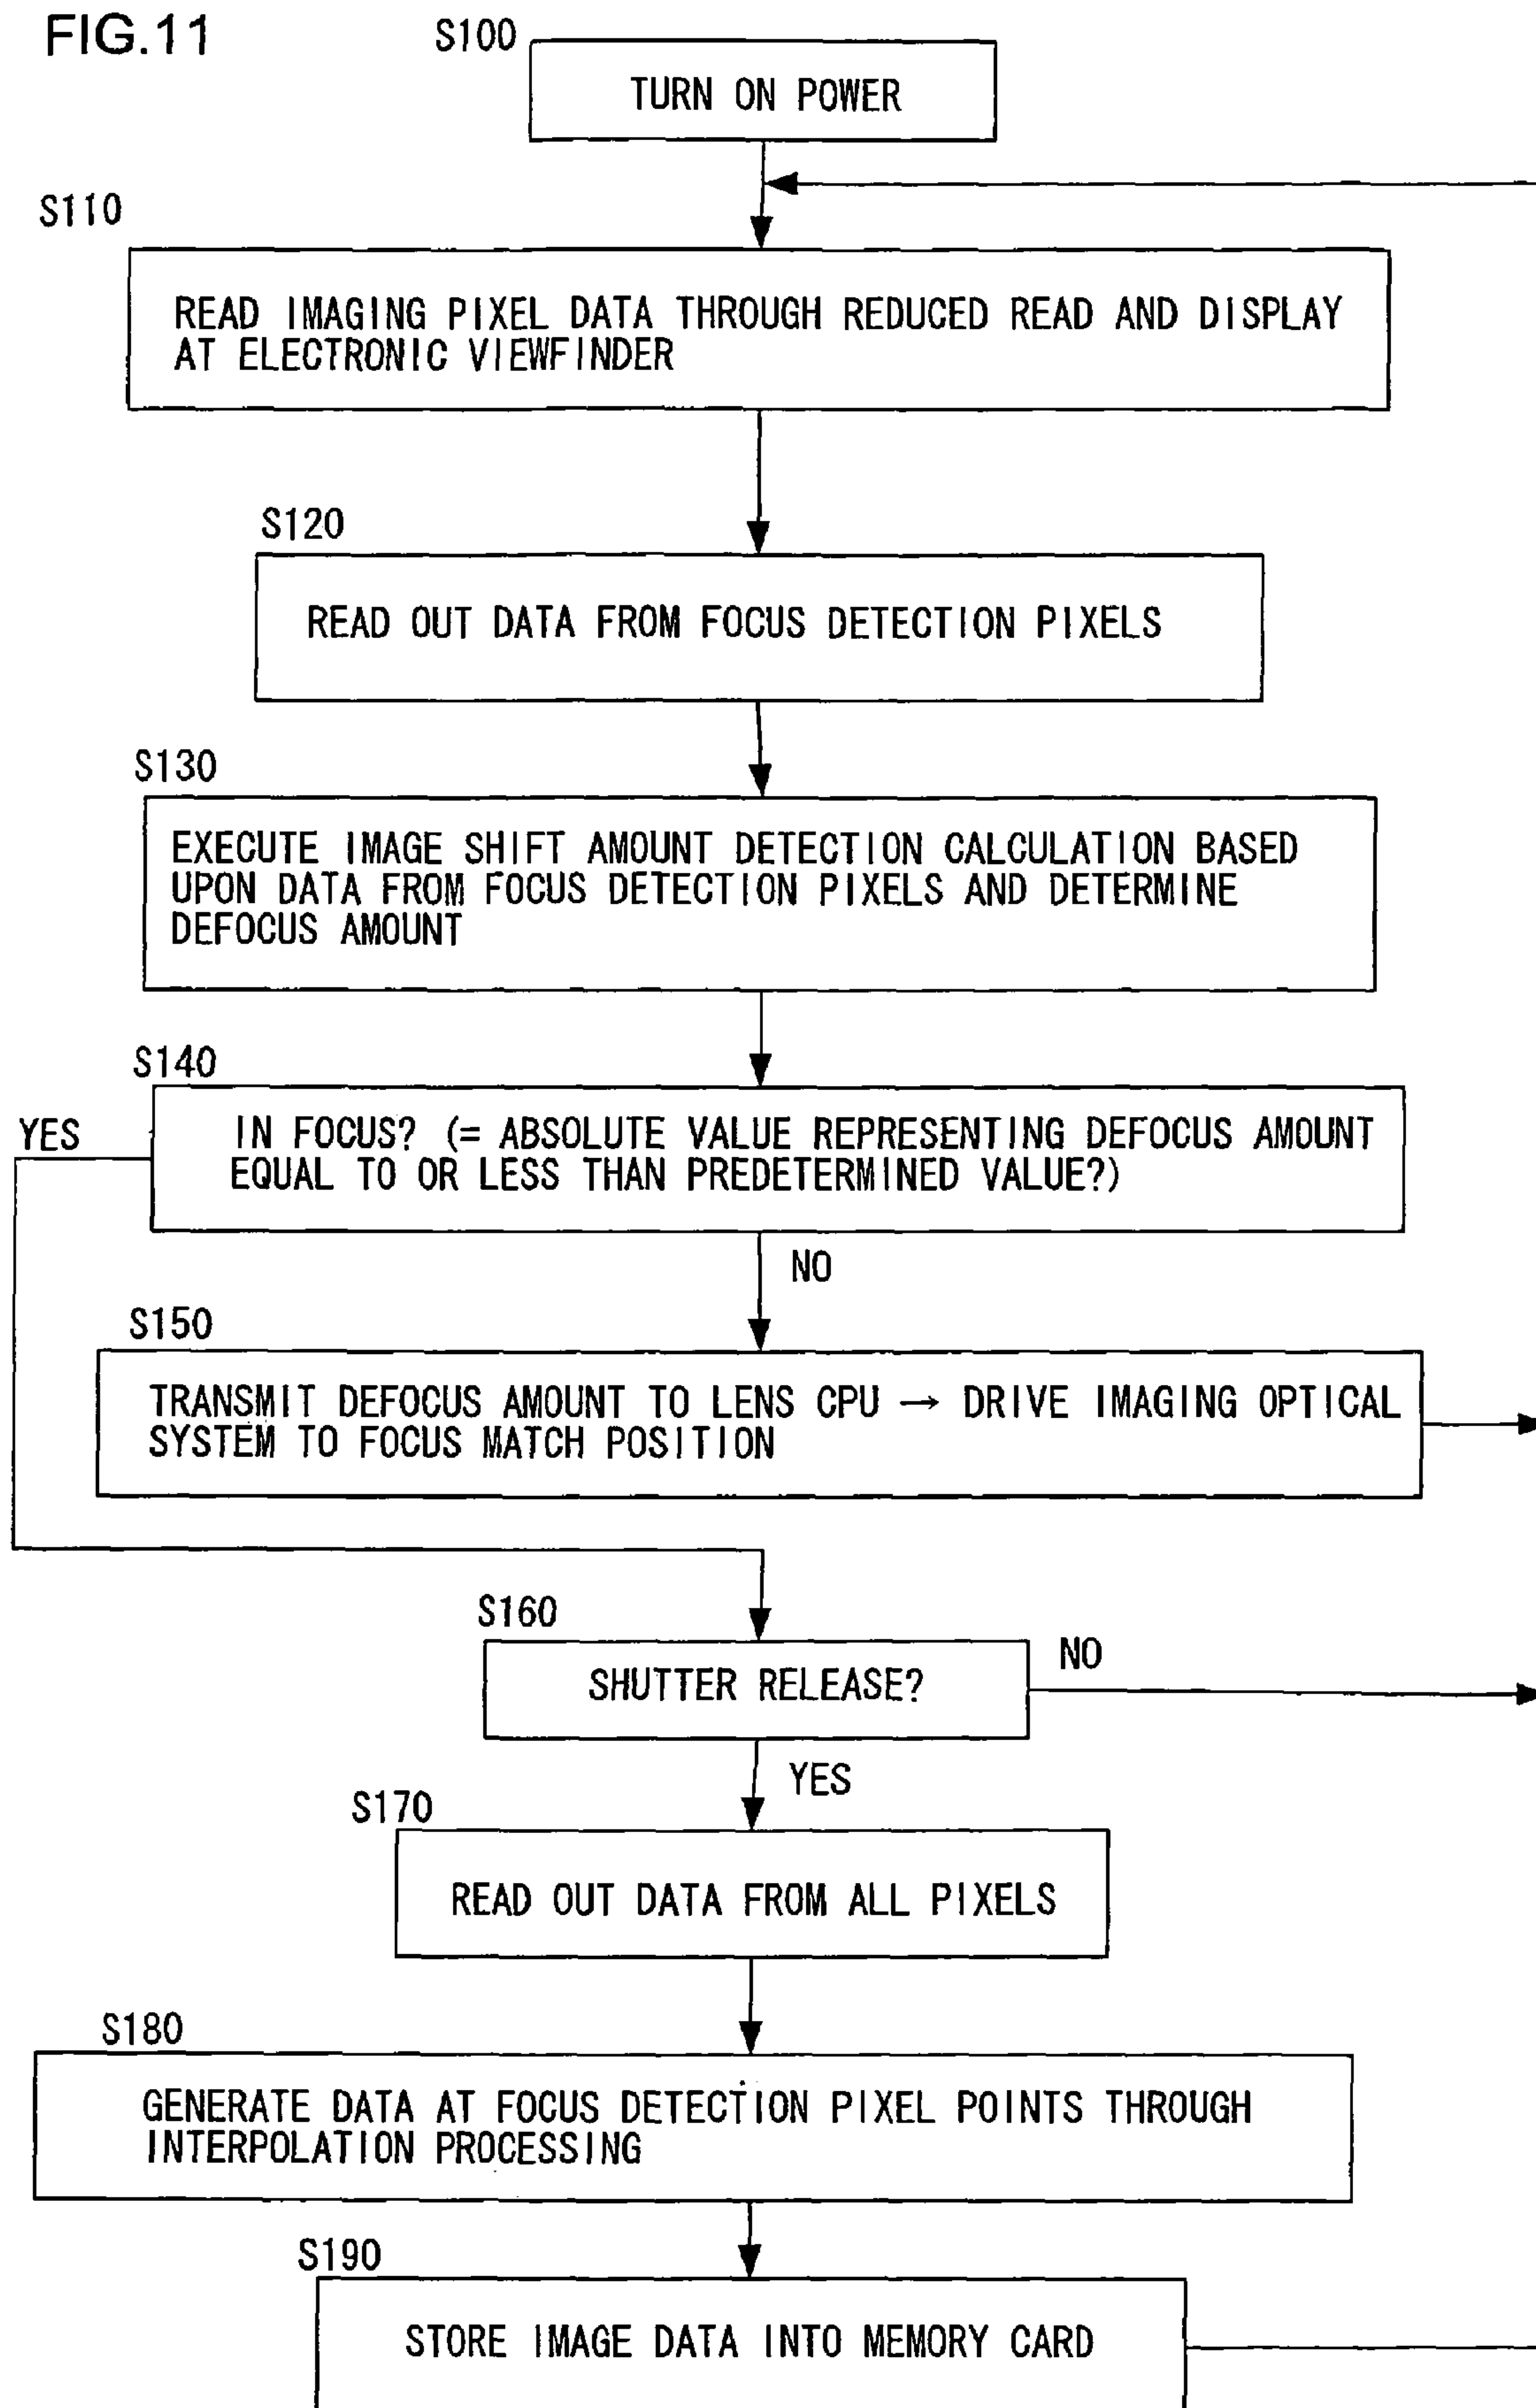 FIG.11
S100
TURN ON POWER
S110
READ IMAGING PIXEL DATA THROUGH REDUCED READ AND DISPLAY
AT ELECTRONIC VIEWFINDER
S120
READ OUT DATA FROM FOCUS DETECTION PIXELS
S130
EXECUTE IMAGE SHIFT AMOUNT DETECTION CALCULATION BASED
UPON DATA FROM FOCUS DETECTION PIXELS AND DETERMINE
DEFOCUS AMOUNT
S140
YES
IN FOCUS? (= ABSOLUTE VALUE REPRESENTING DEFOCUS AMOUNT
EQUAL TO OR LESS THAN PREDETERMINED VALUE?)
NO
S150
TRANSMIT DEFOCUS AMOUNT TO LENS CPU → DRIVE IMAGING OPTICAL
SYSTEM TO FOCUS MATCH POSITION
S160
SHUTTER RELEASE?
NO
YES
S170
READ OUT DATA FROM ALL PIXELS
S180
GENERATE DATA AT FOCUS DETECTION PIXEL POINTS THROUGH
INTERPOLATION PROCESSING
S190
STORE IMAGE DATA INTO MEMORY CARD